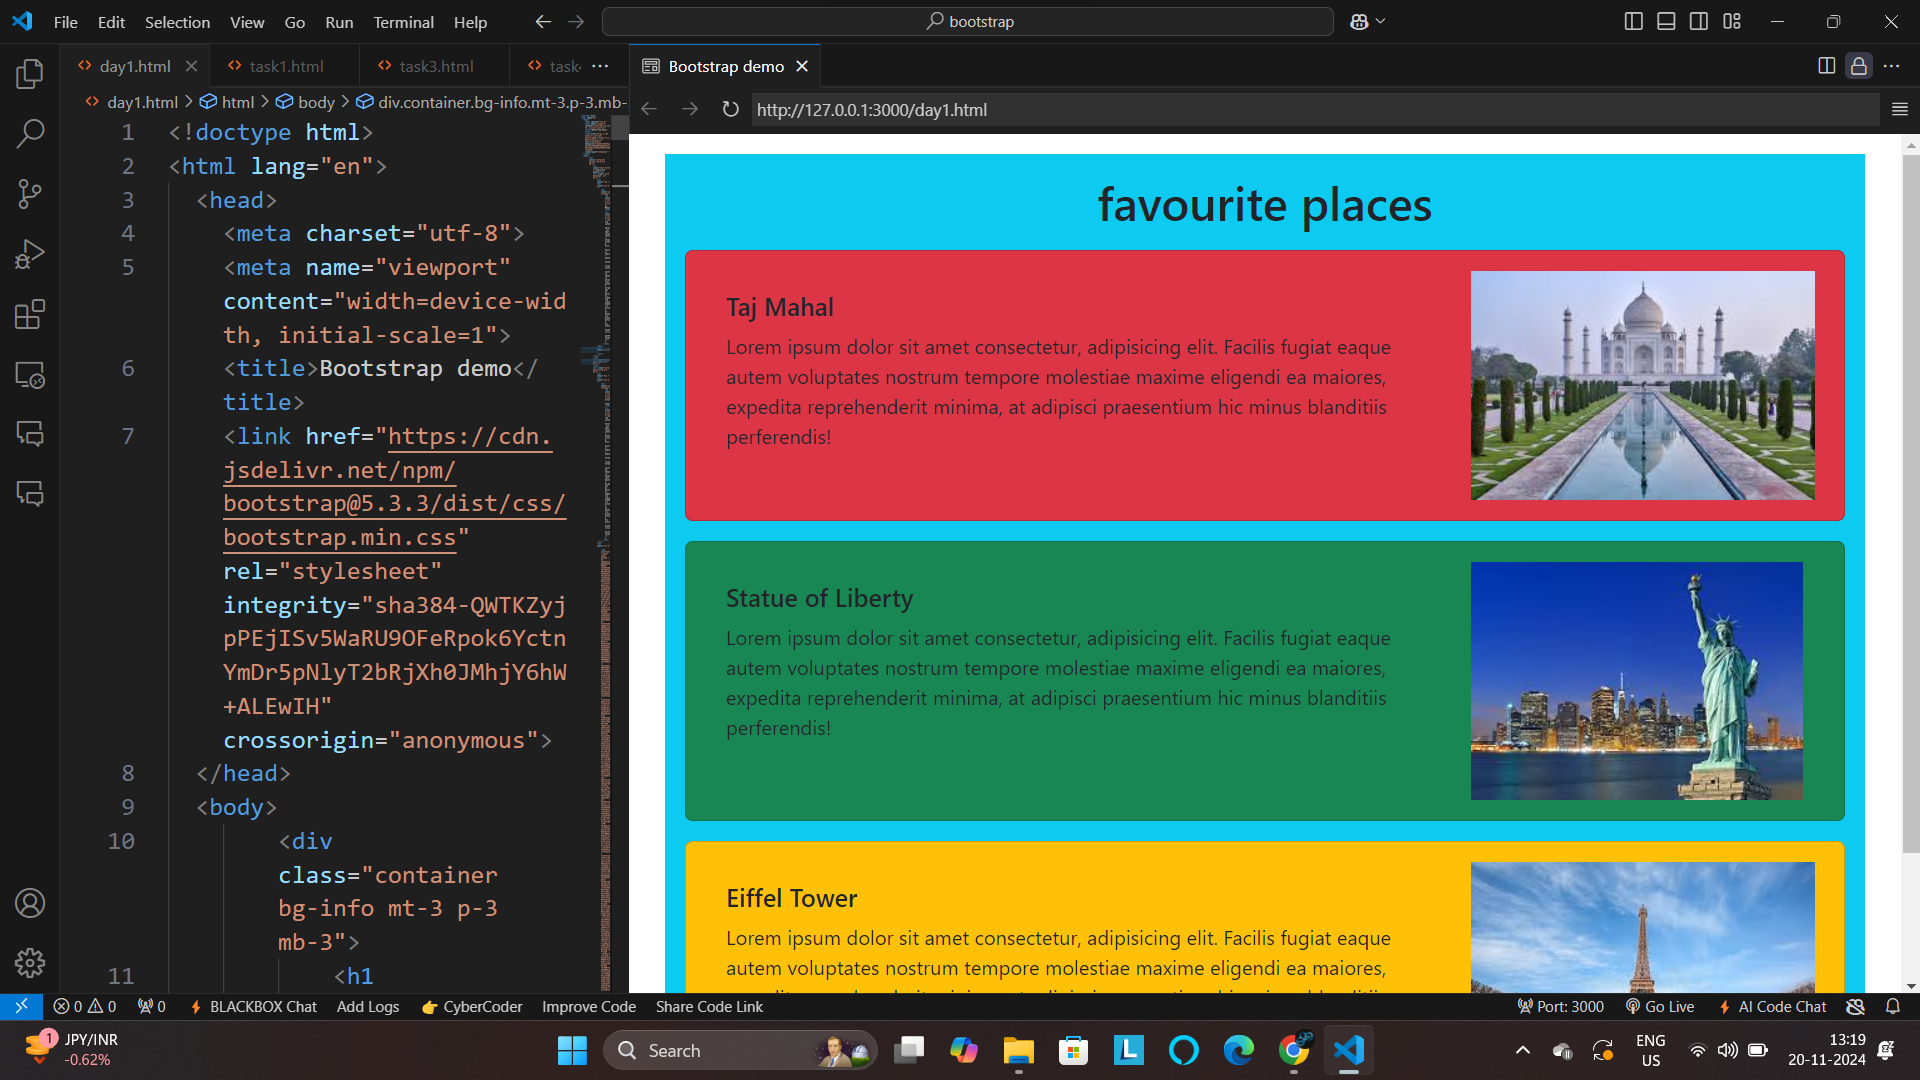 File Edit Selection View Go Run Terminal Help
bootstrap
day1.html task1.html task3.html
Bootstrap demo
day1.html > html > body > div.container.bg-info.mt-3.p-3.mb-
http://127.0.0.1:3000/day1.html
1 <!doctype html>
2 <html lang="en">
3 <head>
4 <meta charset="utf-8">
5 <meta name="viewport"
content="width=device-wid
th, initial-scale=1">
6 <title>Bootstrap demo</
title>
7 <link href="https://cdn.
jsdelivr.net/npm/
bootstrap@5.3.3/dist/css/
bootstrap.min.css"
rel="stylesheet"
integrity="sha384-QWTKZyj
pPEjISv5WaRU9OFeRpok6Yctn
YmDr5pNlyT2bRjXh0JMhjY6hW
+ALEwIH"
crossorigin="anonymous">
8 </head>
9 <body>
10 <div
class="container
bg-info mt-3 p-3
mb-3">
11 <h1
favourite places
Taj Mahal
Lorem ipsum dolor sit amet consectetur, adipisicing elit. Facilis fugiat eaque
autem voluptates nostrum tempore molestiae maxime eligendi ea maiores,
expedita reprehenderit minima, at adipisci praesentium hic minus blanditiis
perferendis!
Statue of Liberty
Lorem ipsum dolor sit amet consectetur, adipisicing elit. Facilis fugiat eaque
autem voluptates nostrum tempore molestiae maxime eligendi ea maiores,
expedita reprehenderit minima, at adipisci praesentium hic minus blanditiis
perferendis!
Eiffel Tower
Lorem ipsum dolor sit amet consectetur, adipisicing elit. Facilis fugiat eaque
autem voluptates nostrum tempore molestiae maxime eligendi ea maiores,
0 0 0 BLACKBOX Chat Add Logs CyberCoder Improve Code Share Code Link
Port: 3000 Go Live AI Code Chat
1 JPY/INR
-0.62%
Search
ENG
US
13:19
20-11-2024